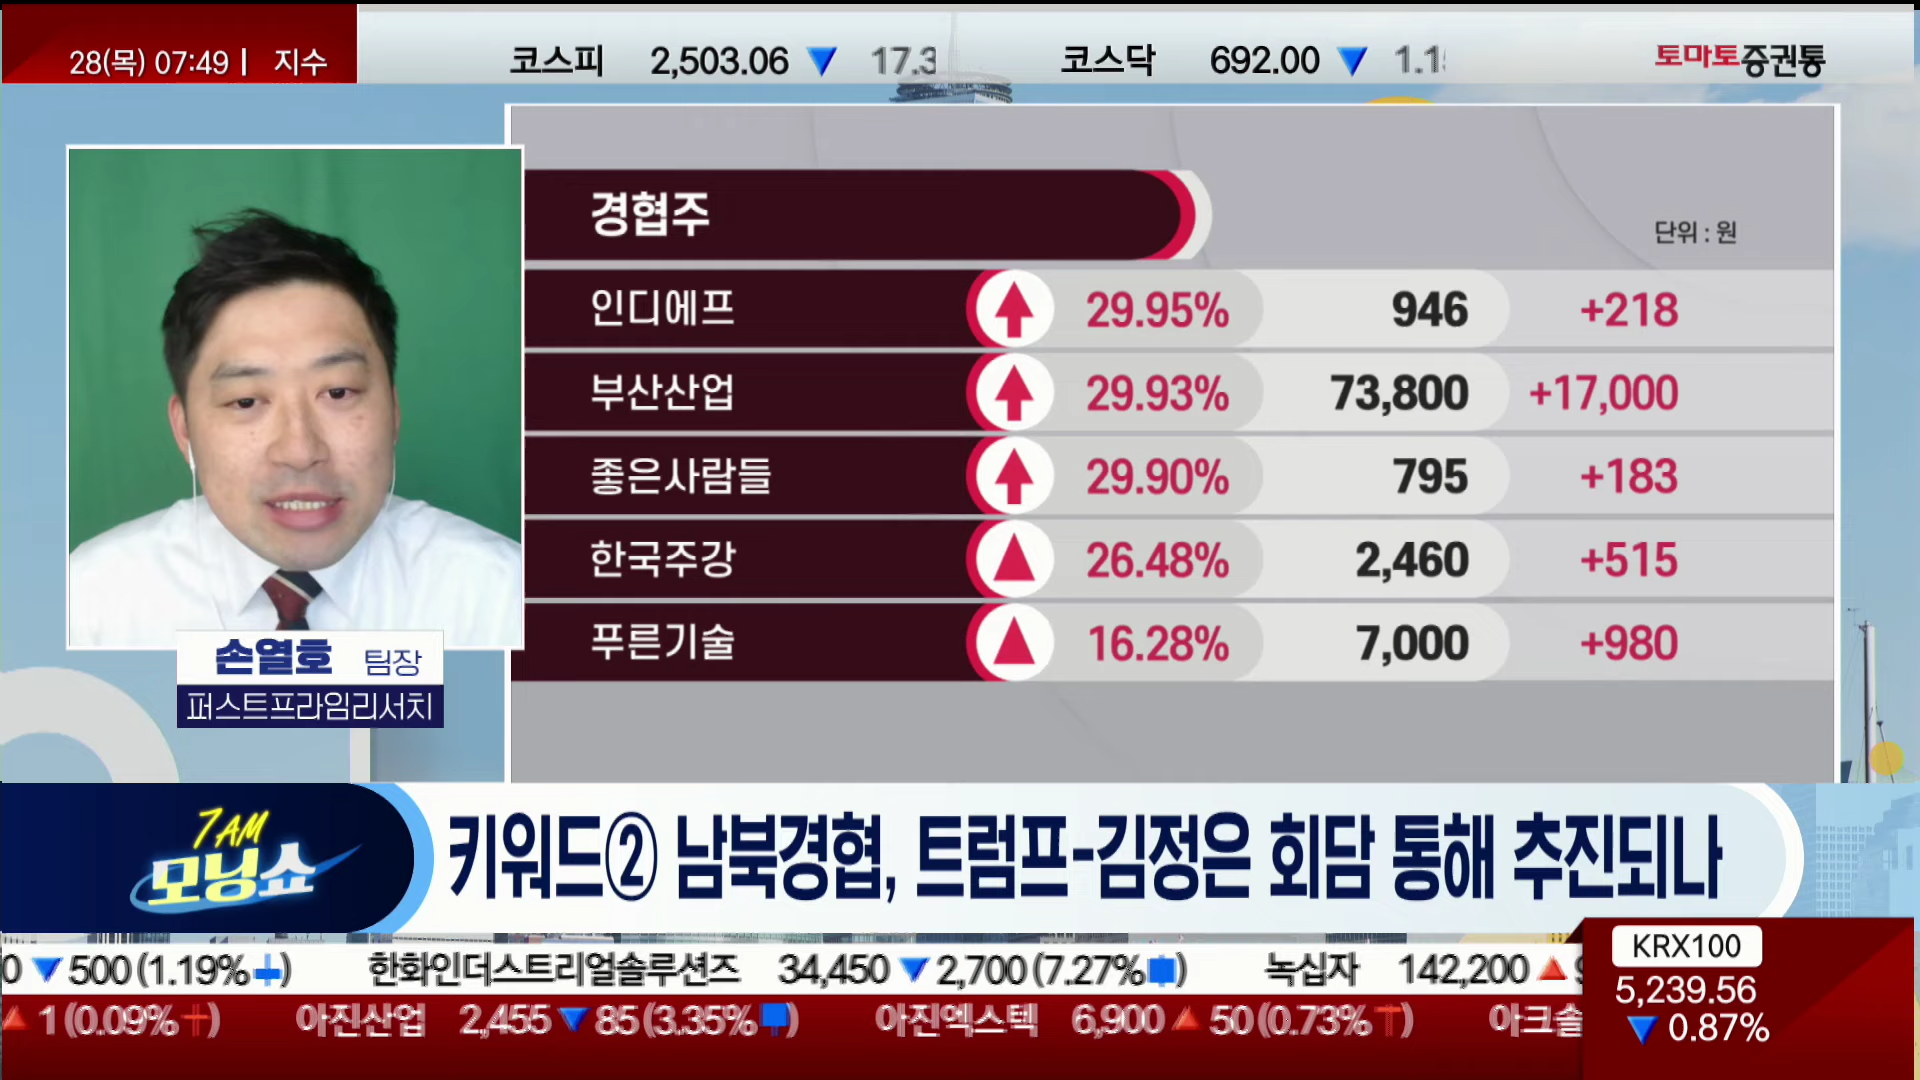 28(목) 07:49 | 지수 코스피 2,503.06 ▼ 17.3 코스닥 692.00 ▼ 1.1
토마토증권통
경협주
단위 : 원
인디에프 29.95% 946 +218
부산산업 29.93% 73,800 +17,000
좋은사람들 29.90% 795 +183
한국주강 ▲ 26.48% 2,460 +515
푸른기술 ▲ 16.28% 7,000 +980
손열호 팀장
퍼스트프라임리서치
7 AM
모닝쇼
키워드② 남북경협, 트럼프-김정은 회담 통해 추진되나
0 ▼ 500 (1.19%) 한화인더스트리얼솔루션즈 34,450 ▼ 2,700 (7.27%) 녹십자 142,200 ▲
▲ 1 (0.09%) 아진산업 2,455 ▼ 85 (3.35%) 아진엑스텍 6,900 ▲ 50 (0.73%) 아크솔
KRX100
5,239.56
▼ 0.87%